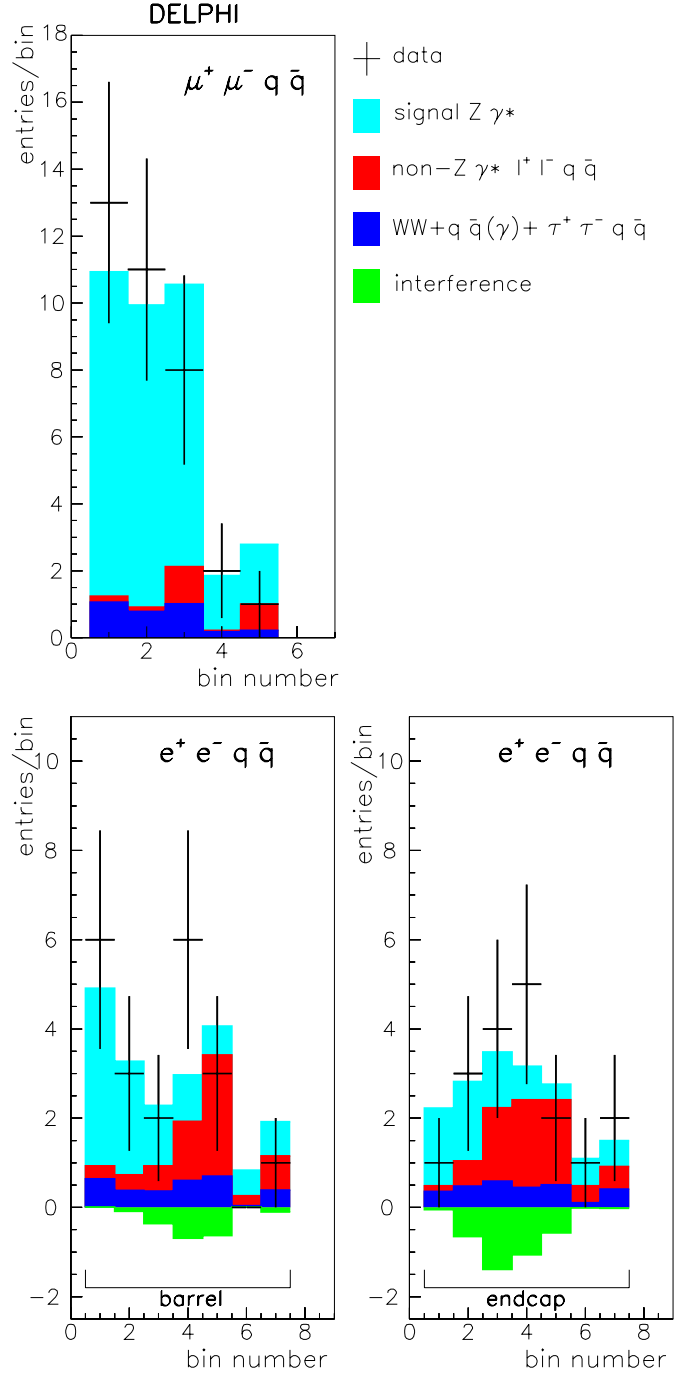 DELPHI
entries/bin
18
16
14
12
10
8
6
4
2
0
μ⁺ μ⁻ q q̄
0 2 4 6
bin number
data
signal Z γ*
non-Z γ* l⁺ l⁻ q q̄
WW+q q̄(γ)+ τ⁺ τ⁻ q q̄
interference
entries/bin
10
8
6
4
2
0
-2
e⁺ e⁻ q q̄
barrel
0 2 4 6 8
bin number
entries/bin
10
8
6
4
2
0
-2
e⁺ e⁻ q q̄
endcap
0 2 4 6 8
bin number